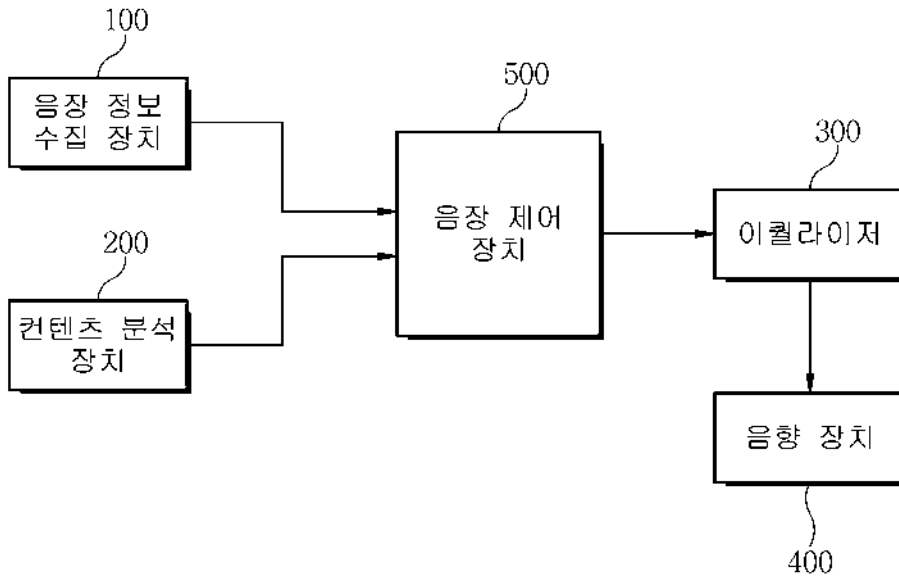 100
음장 정보
수집 장치
200
컨텐츠 분석
장치
500
음장 제어
장치
300
이퀄라이저
음향 장치
400